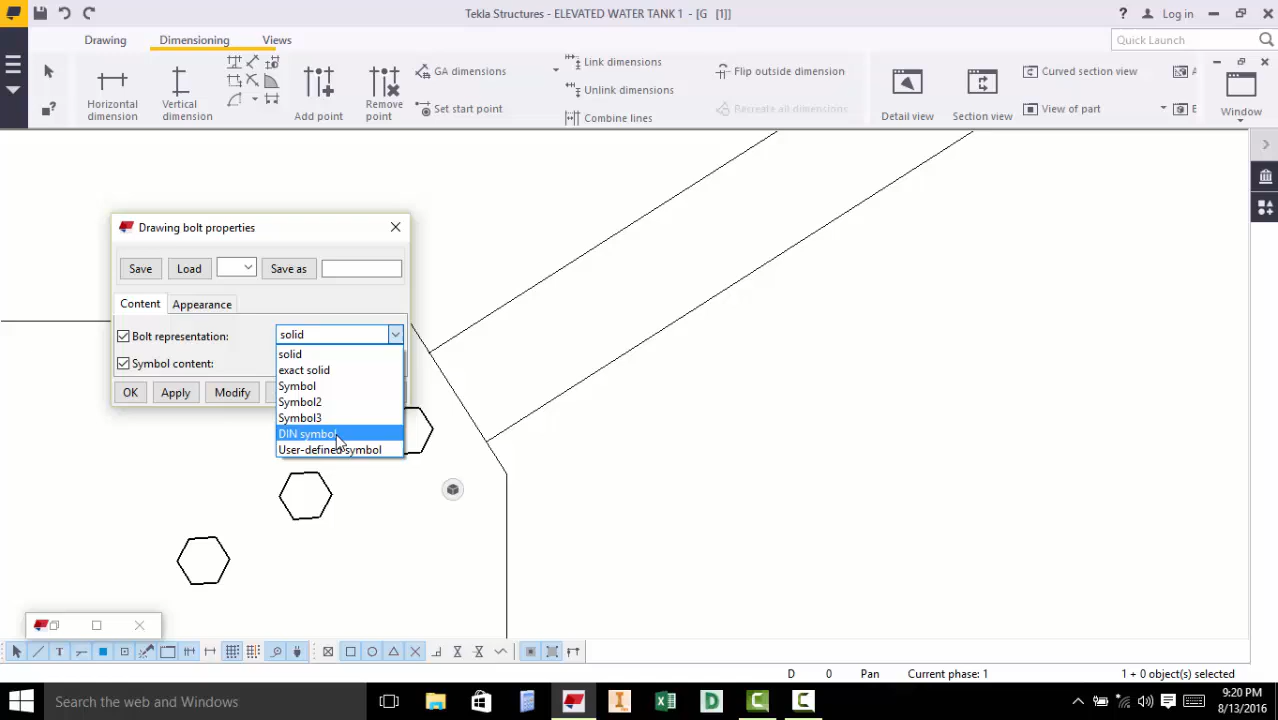 Tekla Structures - ELEVATED WATER TANK 1 - [G [1]]
? Log in
Drawing Dimensioning Views
Quick Launch
Horizontal dimension
Vertical dimension
Add point
Remove point
GA dimensions
Set start point
Link dimensions
Unlink dimensions
Combine lines
Flip outside dimension
Recreate all dimensions
Detail view
Section view
Curved section view
View of part
A
E
Window
Drawing bolt properties
Save Load Save as
Content Appearance
Bolt representation: solid
Symbol content:
OK Apply Modify
solid
exact solid
Symbol
Symbol2
Symbol3
DIN symbol
User-defined symbol
D 0 Pan Current phase: 1 1 + 0 object(s) selected
Search the web and Windows
9:20 PM
8/13/2016